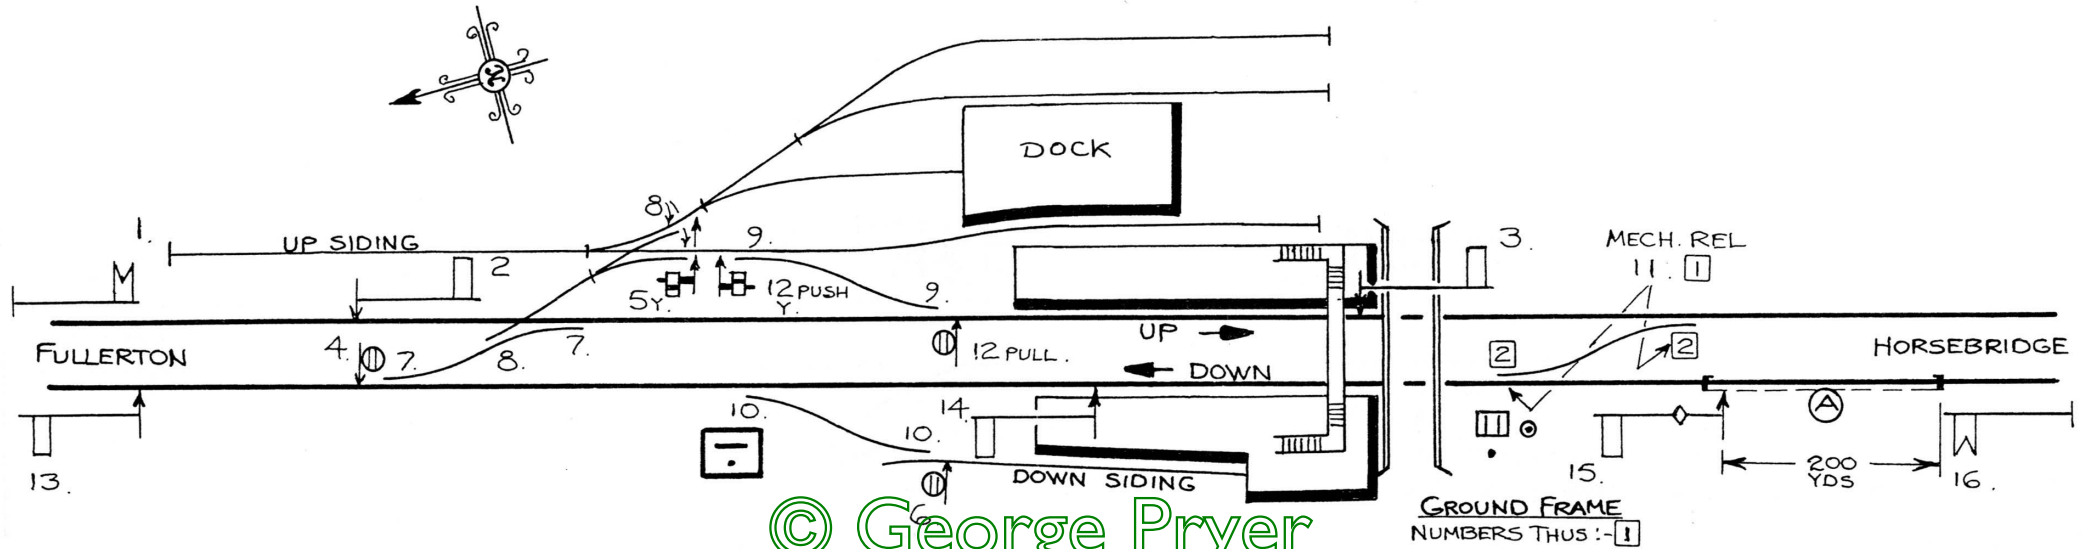 N
DOCK
1.
UP SIDING
2
8
9.
3.
MECH. REL
11. 1
5Y.
12 PUSH
Y.
9.
FULLERTON
4.
7.
8.
7.
12 PULL.
UP
DOWN
2
2
HORSEBRIDGE
10.
10.
14.
A
13.
6
DOWN SIDING
15.
200
YDS
16.
GROUND FRAME
NUMBERS THUS :- 1
© George Pryer